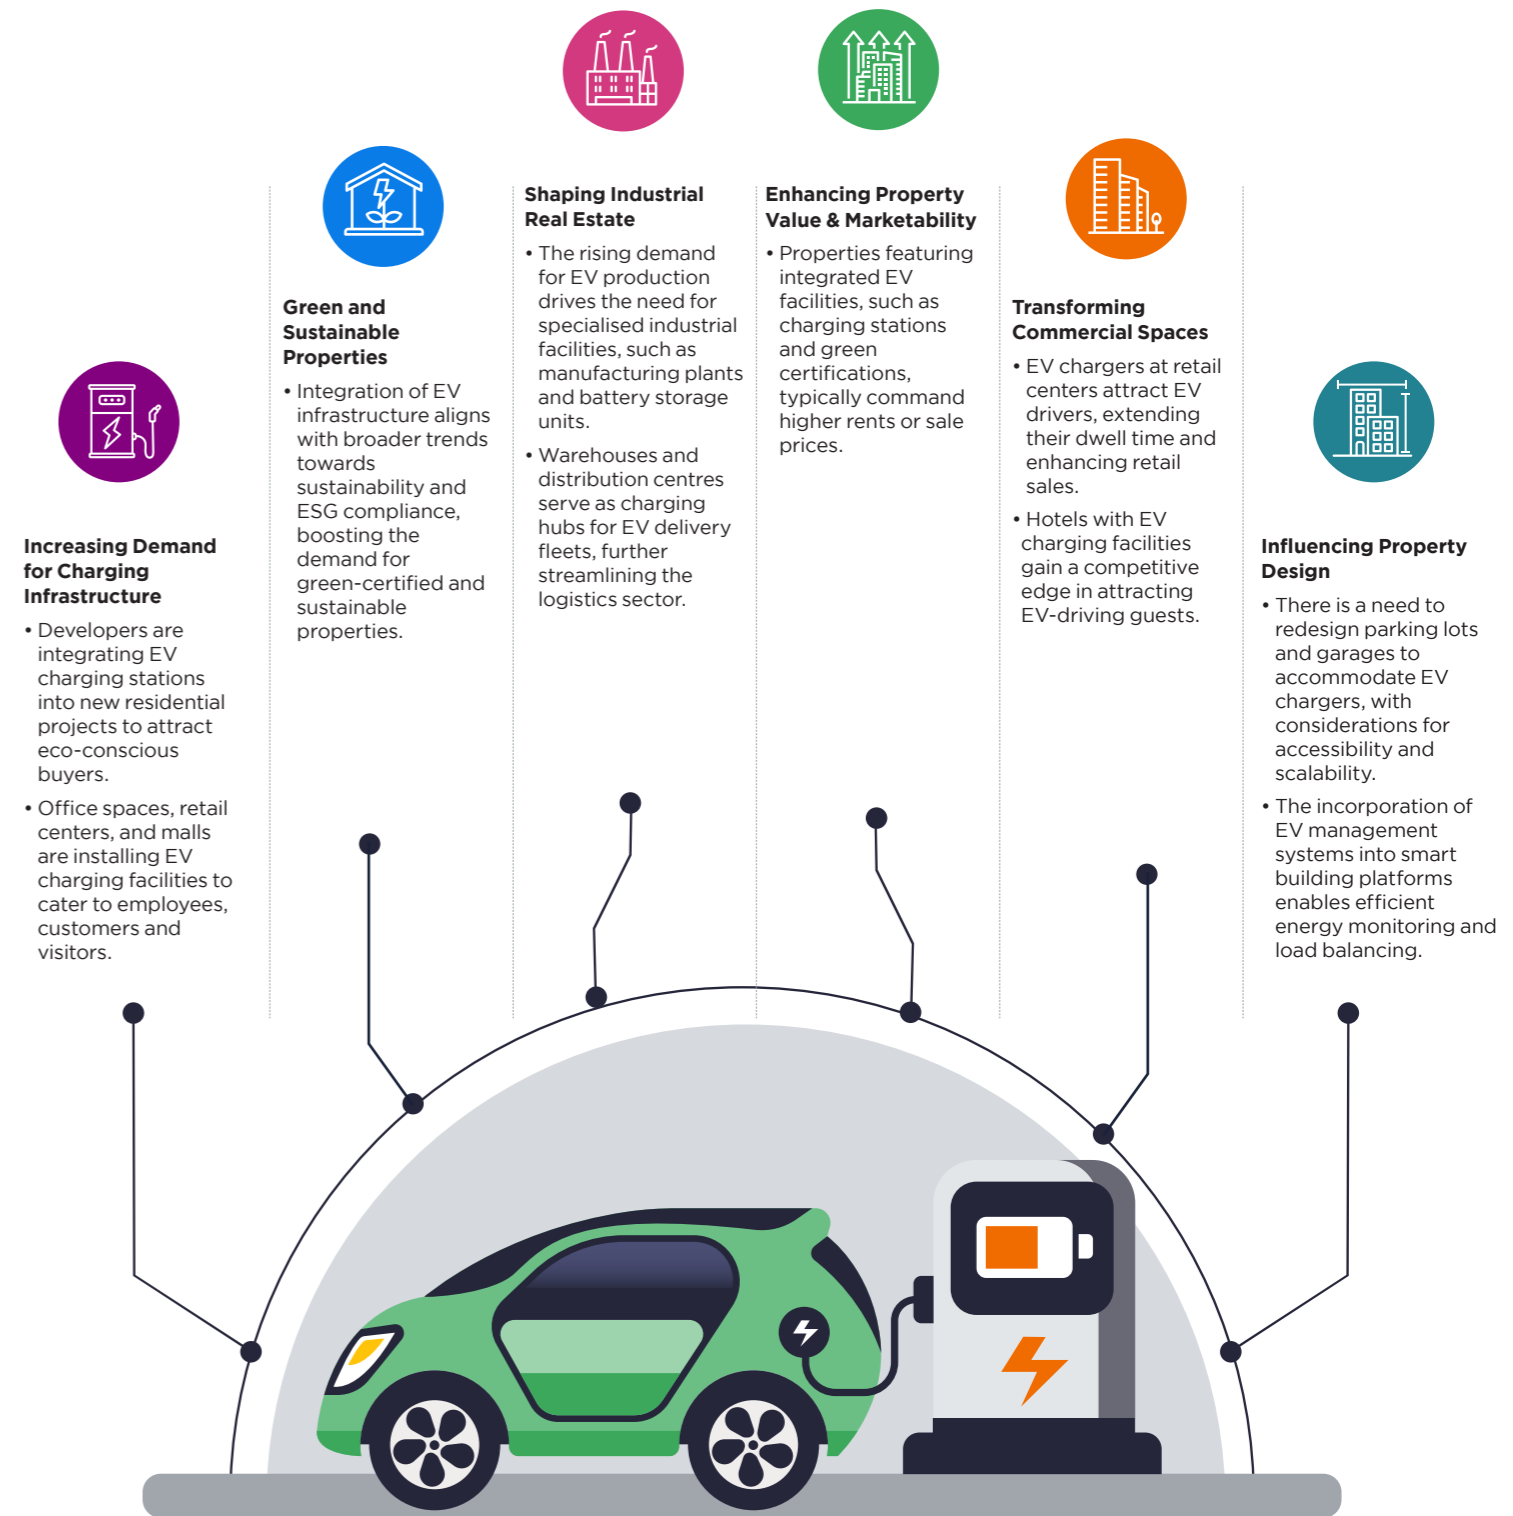 Increasing Demand
for Charging
Infrastructure
• Developers are
integrating EV
charging stations
into new residential
projects to attract
eco-conscious
buyers.
• Office spaces, retail
centers, and malls
are installing EV
charging facilities to
cater to employees,
customers and
visitors.
Green and
Sustainable
Properties
• Integration of EV
infrastructure aligns
with broader trends
towards
sustainability and
ESG compliance,
boosting the
demand for
green-certified and
sustainable
properties.
Shaping Industrial
Real Estate
• The rising demand
for EV production
drives the need for
specialised industrial
facilities, such as
manufacturing plants
and battery storage
units.
• Warehouses and
distribution centres
serve as charging
hubs for EV delivery
fleets, further
streamlining the
logistics sector.
Enhancing Property
Value & Marketability
• Properties featuring
integrated EV
facilities, such as
charging stations
and green
certifications,
typically command
higher rents or sale
prices.
Transforming
Commercial Spaces
• EV chargers at retail
centers attract EV
drivers, extending
their dwell time and
enhancing retail
sales.
• Hotels with EV
charging facilities
gain a competitive
edge in attracting
EV-driving guests.
Influencing Property
Design
• There is a need to
redesign parking lots
and garages to
accommodate EV
chargers, with
considerations for
accessibility and
scalability.
• The incorporation of
EV management
systems into smart
building platforms
enables efficient
energy monitoring and
load balancing.